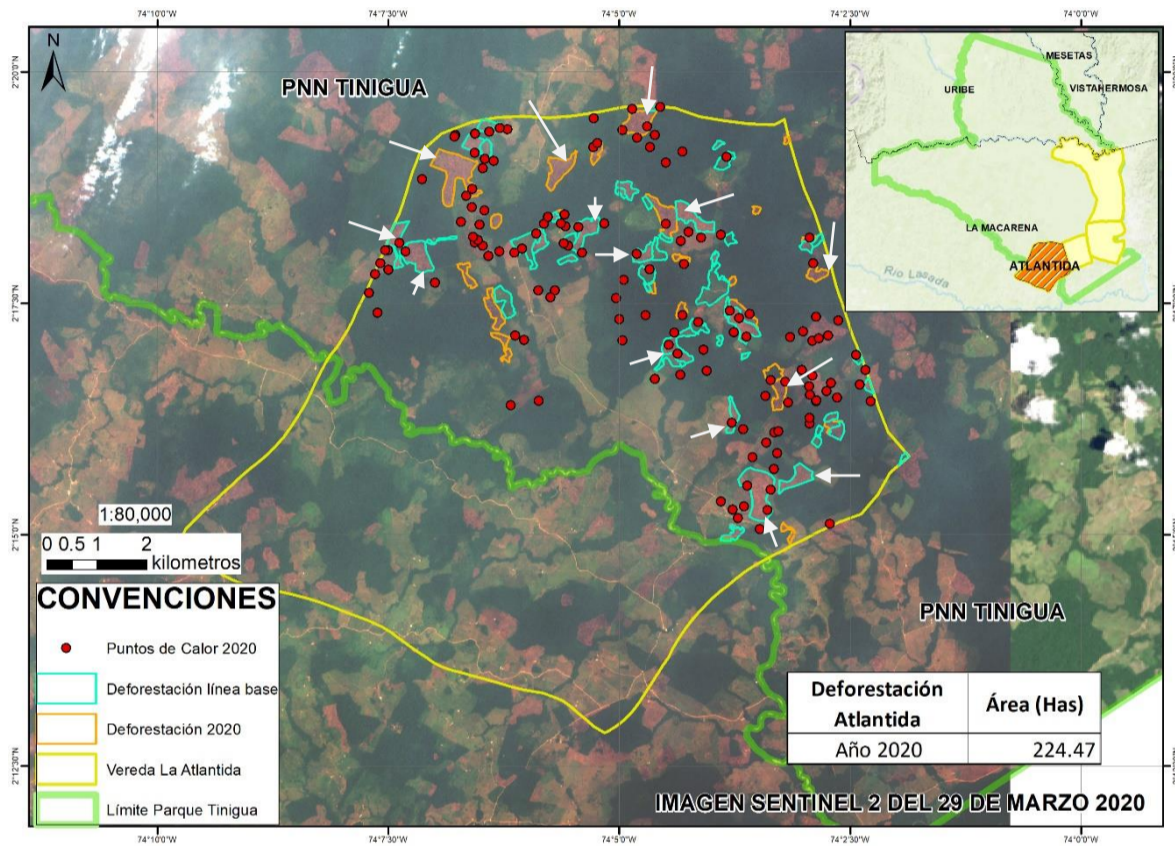 74°10'0"W
74°7'30"W
74°5'0"W
74°2'30"W
74°0'0"W
N
PNN TINIGUA
MESETAS
URIBE
VISTAHERMOSA
LA MACARENA
ATLANTIDA
Rio Losada
2°20'0"N
2°17'30"N
2°15'0"N
2°12'30"N
1:80,000
0 0.5 1 2
kilometros
CONVENCIONES
Puntos de Calor 2020
Deforestación línea base
Deforestación 2020
Vereda La Atlantida
Límite Parque Tinigua
PNN TINIGUA
Deforestación Área (Has)
Atlantida
Año 2020 224.47
IMAGEN SENTINEL 2 DEL 29 DE MARZO 2020
74°10'0"W
74°7'30"W
74°5'0"W
74°2'30"W
74°0'0"W